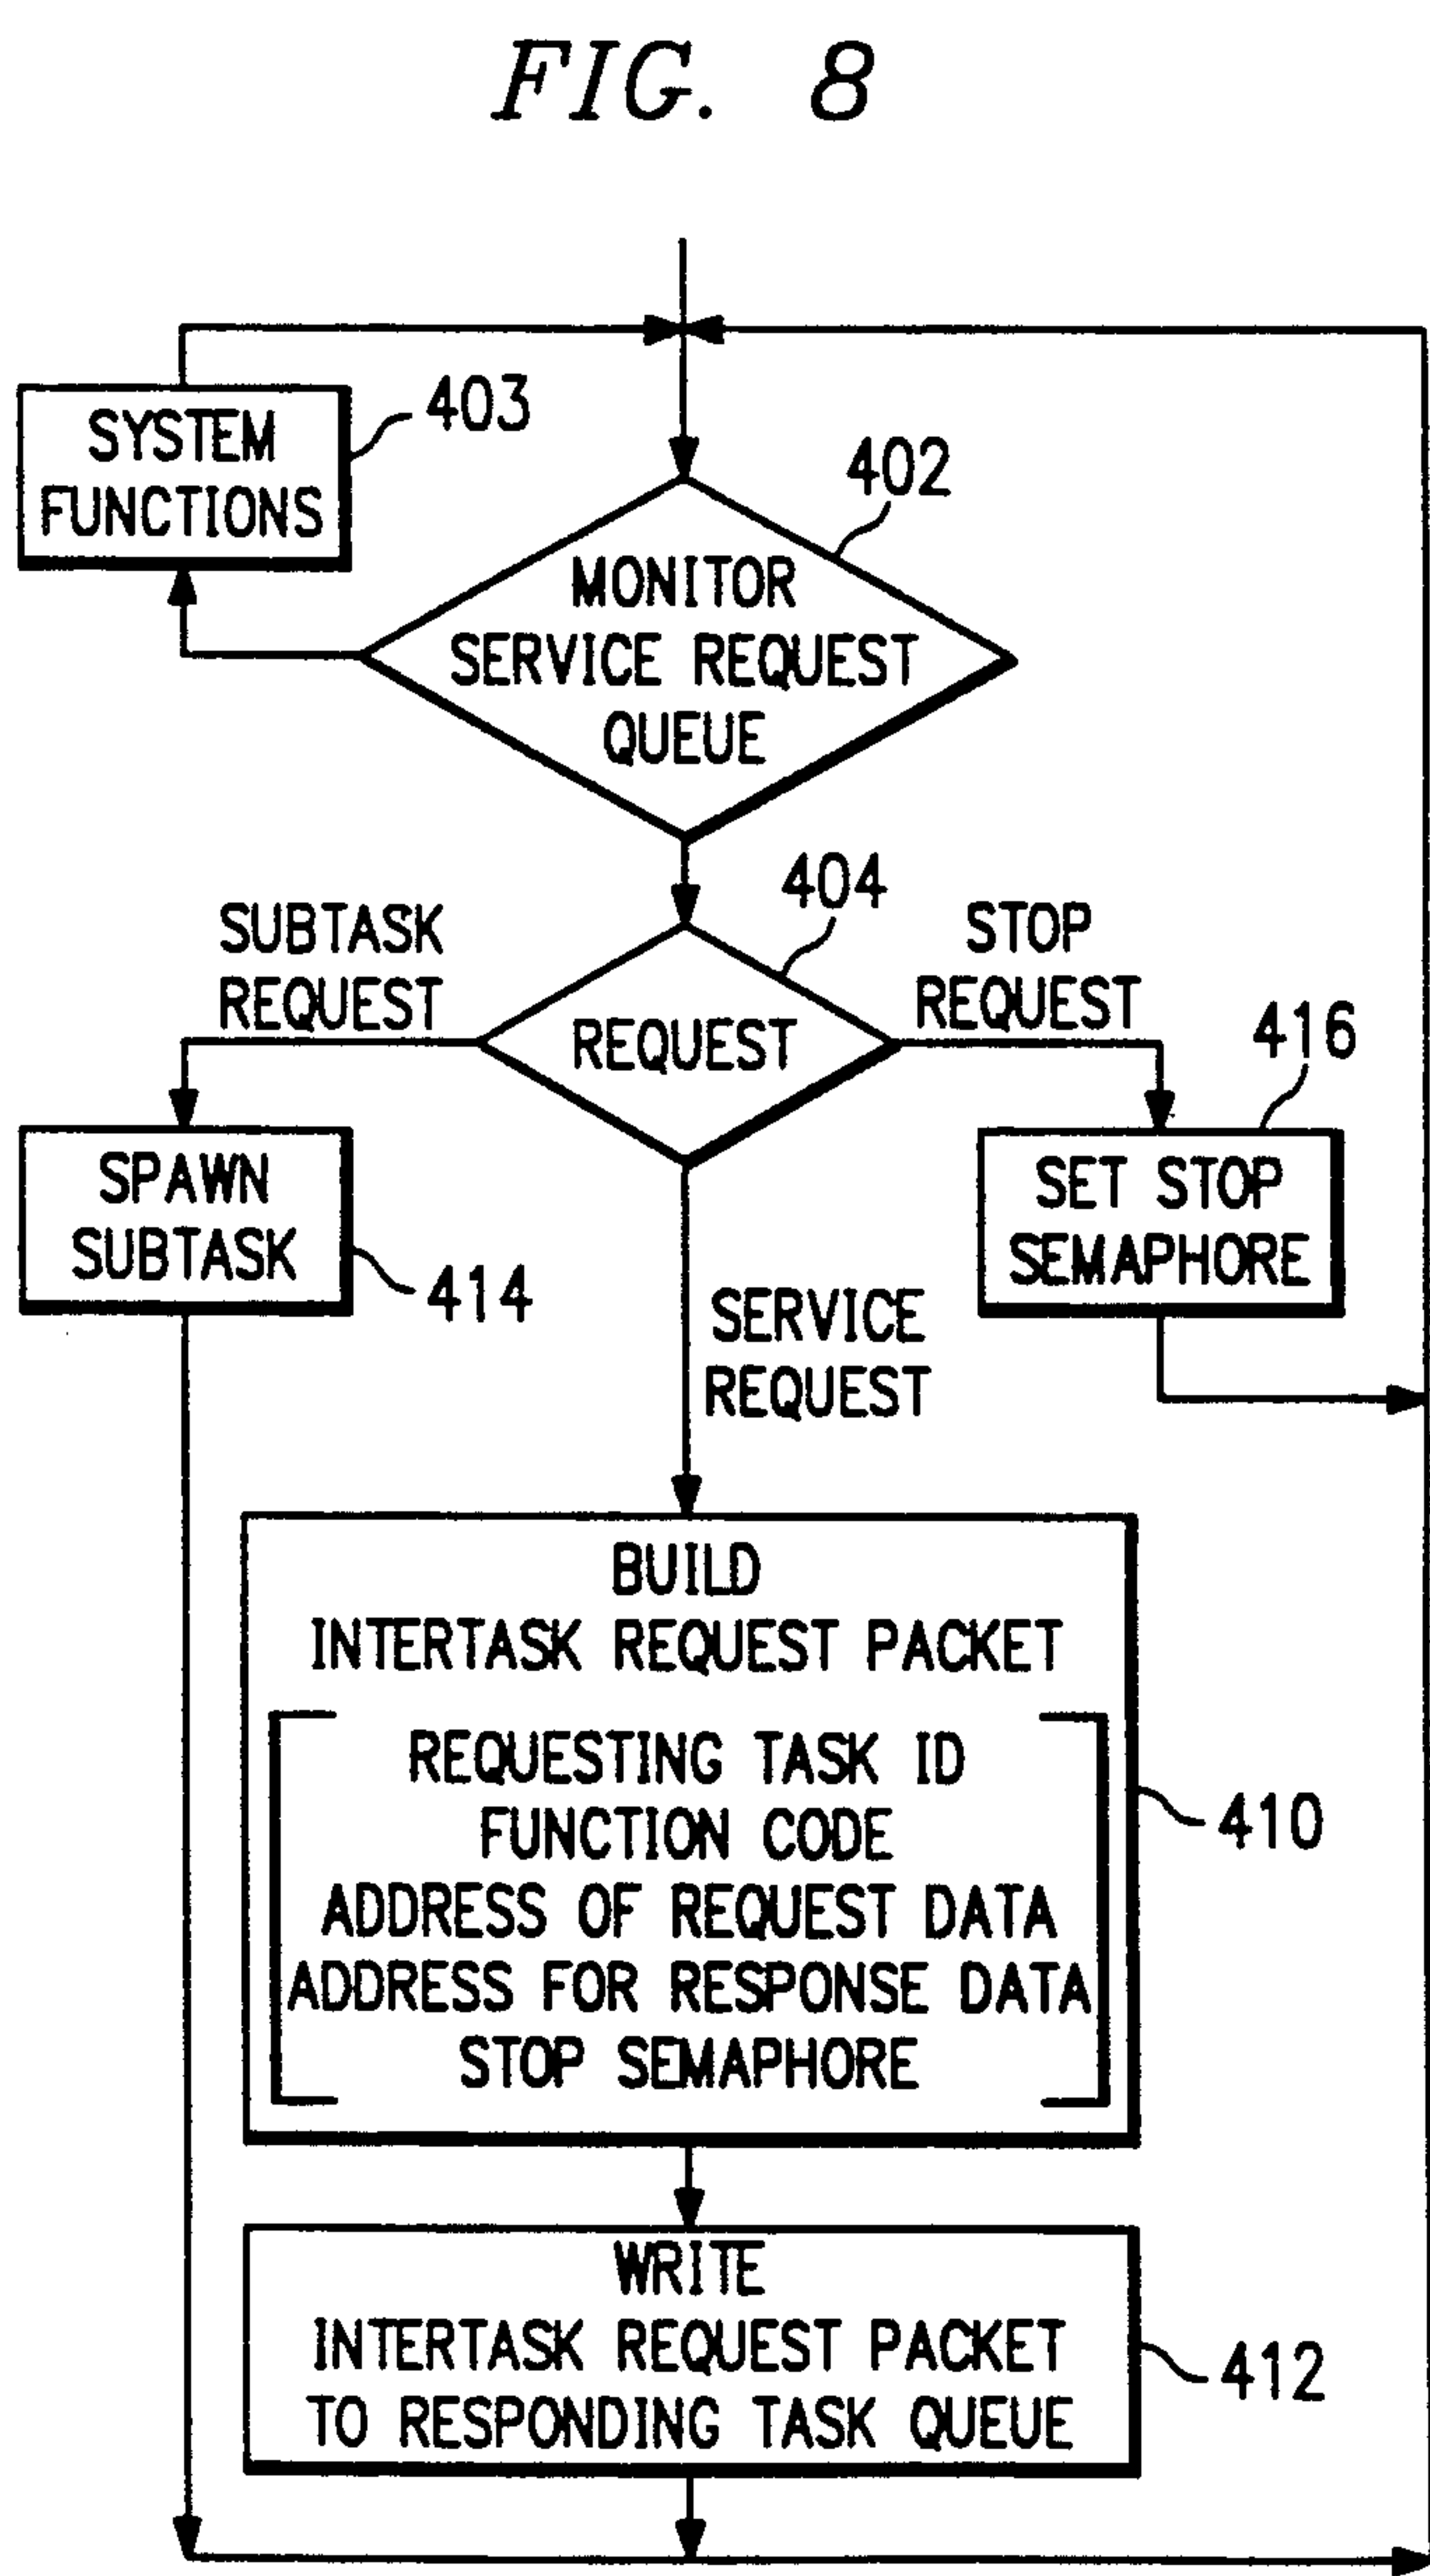 FIG. 8
403
SYSTEM
FUNCTIONS
402
MONITOR
SERVICE REQUEST
QUEUE
404
SUBTASK
REQUEST
STOP
REQUEST
REQUEST
416
SPAWN
SUBTASK
414
SET STOP
SEMAPHORE
SERVICE
REQUEST
BUILD
INTERTASK REQUEST PACKET
REQUESTING TASK ID
FUNCTION CODE
ADDRESS OF REQUEST DATA
ADDRESS FOR RESPONSE DATA
STOP SEMAPHORE
410
WRITE
INTERTASK REQUEST PACKET
TO RESPONDING TASK QUEUE
412